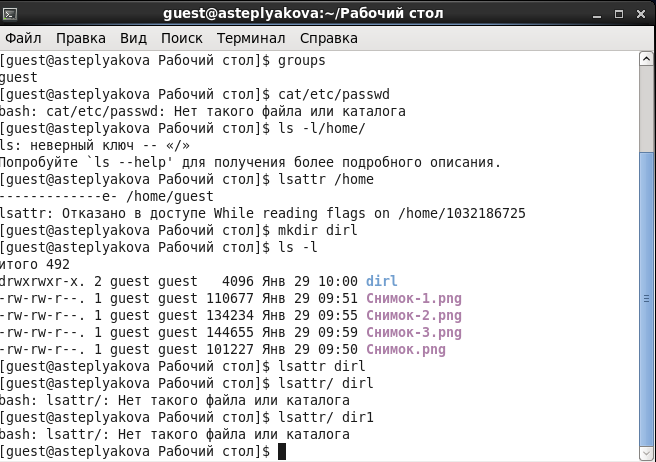 guest@asteplyakova:~/Рабочий стол
Файл Правка Вид Поиск Терминал Справка
[guest@asteplyakova Рабочий стол]$ groups
guest
[guest@asteplyakova Рабочий стол]$ cat/etc/passwd
bash: cat/etc/passwd: Нет такого файла или каталога
[guest@asteplyakova Рабочий стол]$ ls -l/home/
ls: неверный ключ -- «/»
Попробуйте `ls --help' для получения более подробного описания.
[guest@asteplyakova Рабочий стол]$ lsattr /home
-------------e- /home/guest
lsattr: Отказано в доступе While reading flags on /home/1032186725
[guest@asteplyakova Рабочий стол]$ mkdir dirl
[guest@asteplyakova Рабочий стол]$ ls -l
итого 492
drwxrwxr-x. 2 guest guest   4096 Янв 29 10:00 dirl
-rw-rw-r--. 1 guest guest 110677 Янв 29 09:51 Снимок-1.png
-rw-rw-r--. 1 guest guest 134234 Янв 29 09:55 Снимок-2.png
-rw-rw-r--. 1 guest guest 144655 Янв 29 09:59 Снимок-3.png
-rw-rw-r--. 1 guest guest 101227 Янв 29 09:50 Снимок.png
[guest@asteplyakova Рабочий стол]$ lsattr dirl
[guest@asteplyakova Рабочий стол]$ lsattr/ dirl
bash: lsattr/: Нет такого файла или каталога
[guest@asteplyakova Рабочий стол]$ lsattr/ dir1
bash: lsattr/: Нет такого файла или каталога
[guest@asteplyakova Рабочий стол]$